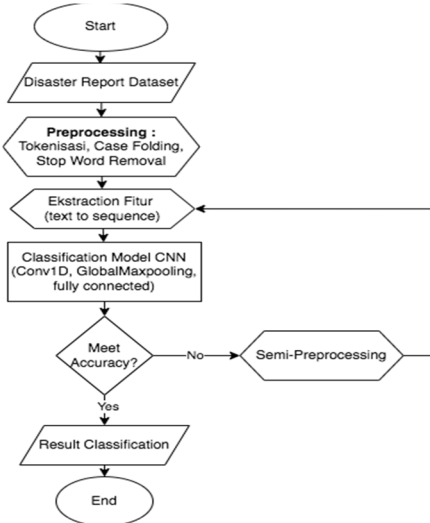 Start
Disaster Report Dataset
Preprocessing :
Tokenisasi, Case Folding,
Stop Word Removal
Ekstraction Fitur
(text to sequence)
Classification Model CNN
(Conv1D, GlobalMaxpooling,
fully connected)
Meet
Accuracy?
No
Semi-Preprocessing
Yes
Result Classification
End